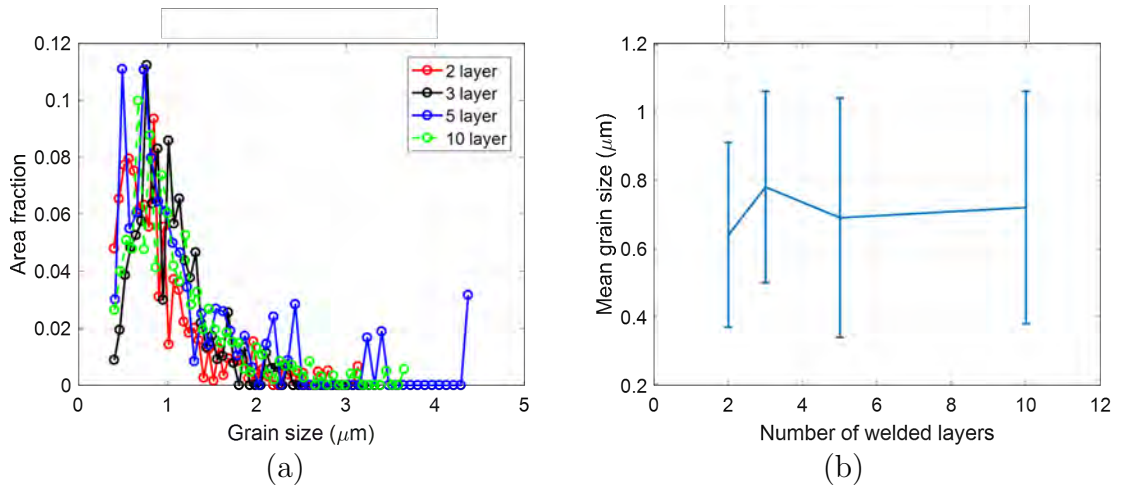 0.12
0.1
0.08
0.06
0.04
0.02
0
Area fraction
2 layer
3 layer
5 layer
10 layer
0 1 2 3 4 5
Grain size (μm)
(a)
1.2
1
0.8
0.6
0.4
0.2
Mean grain size (μm)
0 2 4 6 8 10 12
Number of welded layers
(b)